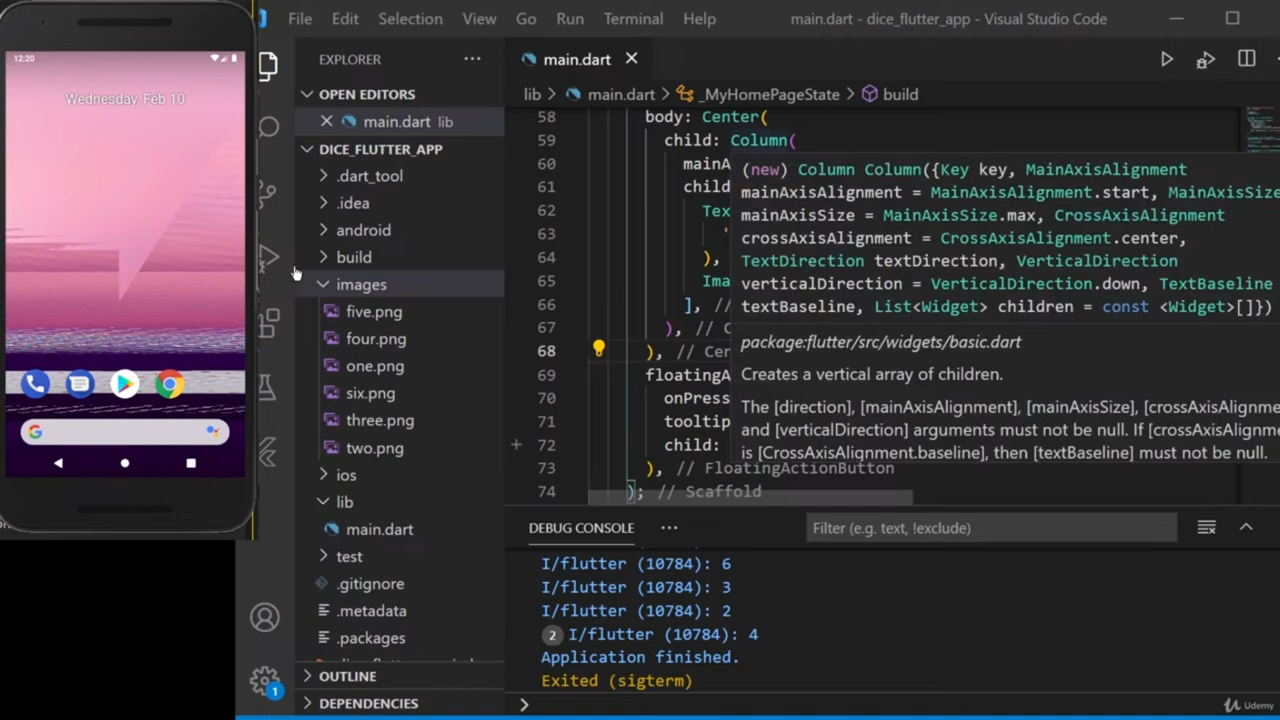 12:20
Wednesday, Feb 10
File Edit Selection View Go Run Terminal Help
main.dart - dice_flutter_app - Visual Studio Code
EXPLORER
OPEN EDITORS
main.dart lib
DICE_FLUTTER_APP
.dart_tool
.idea
android
build
images
five.png
four.png
one.png
six.png
three.png
two.png
ios
lib
main.dart
test
.gitignore
.metadata
.packages
OUTLINE
DEPENDENCIES
1
main.dart
lib > main.dart > _MyHomePageState > build
58 body: Center(
59 child: Column(
60 mainA
61 child
62 Tex
63 '
64 ),
65 Ima
66 ], //
67 ), // C
68 ), // Cen
69 floatingA
70 onPress
71 tooltip
72 child:
73 ), // FloatingActionButton
74 ); // Scaffold
(new) Column Column({Key key, MainAxisAlignment
mainAxisAlignment = MainAxisAlignment.start, MainAxisSize
mainAxisSize = MainAxisSize.max, CrossAxisAlignment
crossAxisAlignment = CrossAxisAlignment.center,
TextDirection textDirection, VerticalDirection
verticalDirection = VerticalDirection.down, TextBaseline
textBaseline, List<Widget> children = const <Widget>[]})
package:flutter/src/widgets/basic.dart
Creates a vertical array of children.
The [direction], [mainAxisAlignment], [mainAxisSize], [crossAxisAlignme
and [verticalDirection] arguments must not be null. If [crossAxisAlignme
is [CrossAxisAlignment.baseline], then [textBaseline] must not be null.
DEBUG CONSOLE
Filter (e.g. text, !exclude)
I/flutter (10784): 6
I/flutter (10784): 3
I/flutter (10784): 2
2 I/flutter (10784): 4
Application finished.
Exited (sigterm)
Udemy